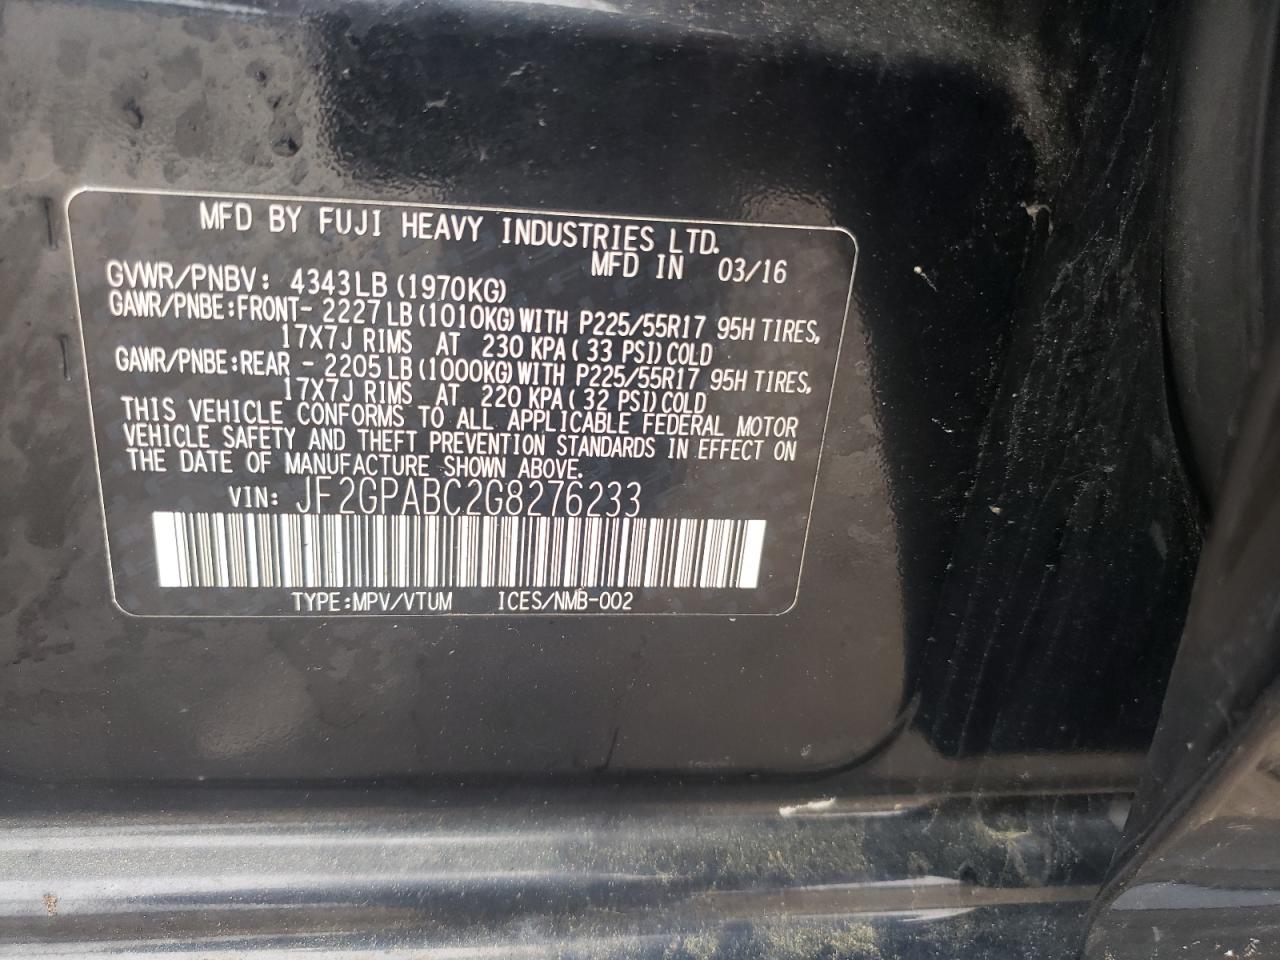 MFD BY FUJI HEAVY INDUSTRIES LTD.
MFD IN 03/16
GVWR/PNBV: 4343LB (1970KG)
GAWR/PNBE:FRONT- 2227LB(1010KG)WITH P225/55R17 95H TIRES,
17X7J RIMS AT 230 KPA(33 PSI)COLD
GAWR/PNBE:REAR - 2205LB(1000KG)WITH P225/55R17 95H TIRES,
17X7J RIMS AT 220 KPA(32 PSI)COLD
THIS VEHICLE CONFORMS TO ALL APPLICABLE FEDERAL MOTOR
VEHICLE SAFETY AND THEFT PREVENTION STANDARDS IN EFFECT ON
THE DATE OF MANUFACTURE SHOWN ABOVE.
VIN: JF2GPABC2G8276233
TYPE:MPV/VTUM ICES/NMB-002